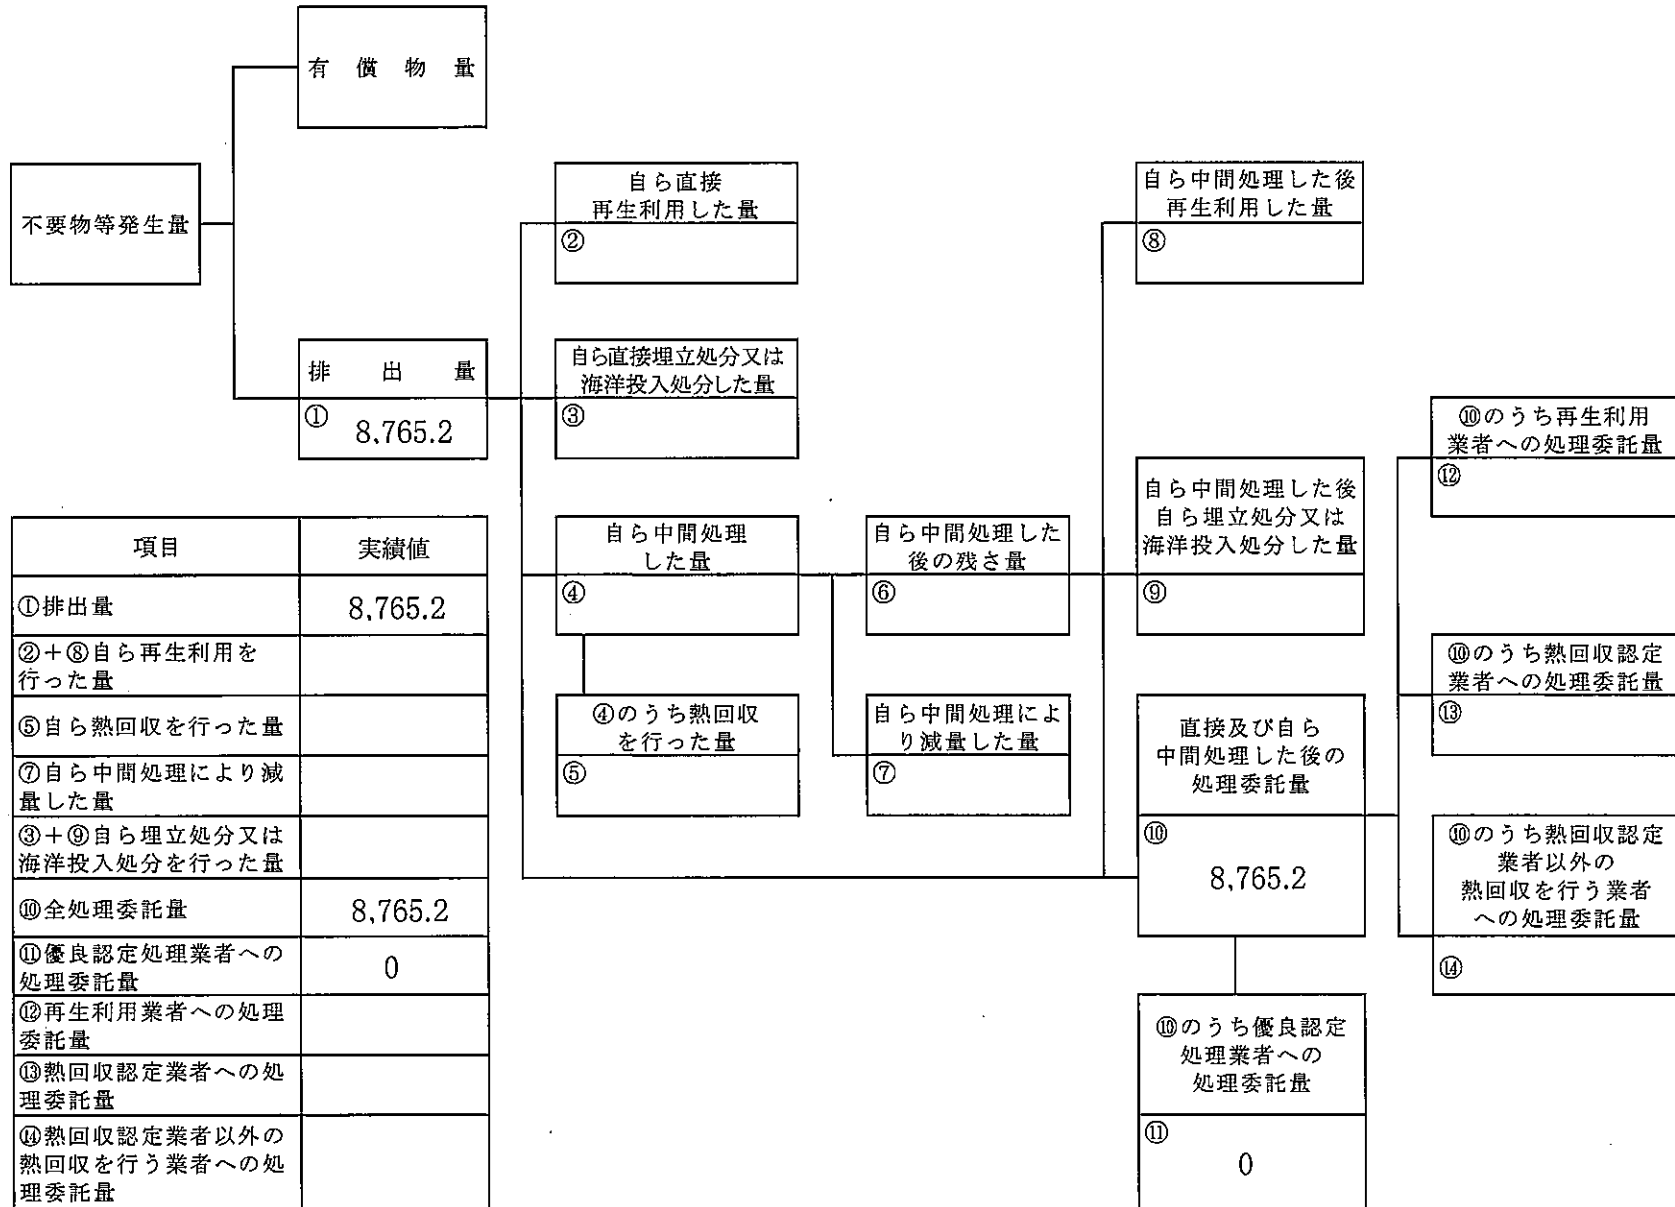 有償物量
不要物等発生量
排出量
① 8,765.2
自ら直接
再生利用した量
②
自ら直接埋立処分又は
海洋投入処分した量
③
自ら中間処理
した量
④
④のうち熱回収
を行った量
⑤
自ら中間処理した
後の残さ量
⑥
自ら中間処理によ
り減量した量
⑦
自ら中間処理した後
再生利用した量
⑧
自ら中間処理した後
自ら埋立処分又は
海洋投入処分した量
⑨
直接及び自ら
中間処理した後の
処理委託量
⑩
8,765.2
⑩のうち優良認定
処理業者への
処理委託量
⑪
0
⑩のうち再生利用
業者への処理委託量
⑫
⑩のうち熱回収認定
業者への処理委託量
⑬
⑩のうち熱回収認定
業者以外の
熱回収を行う業者
への処理委託量
⑭
項目 実績値
①排出量 8,765.2
②+⑧自ら再生利用を
行った量
⑤自ら熱回収を行った量
⑦自ら中間処理により減
量した量
③+⑨自ら埋立処分又は
海洋投入処分を行った量
⑩全処理委託量 8,765.2
⑪優良認定処理業者への
処理委託量 0
⑫再生利用業者への処理
委託量
⑬熱回収認定業者への処
理委託量
⑭熱回収認定業者以外の
熱回収を行う業者への処
理委託量